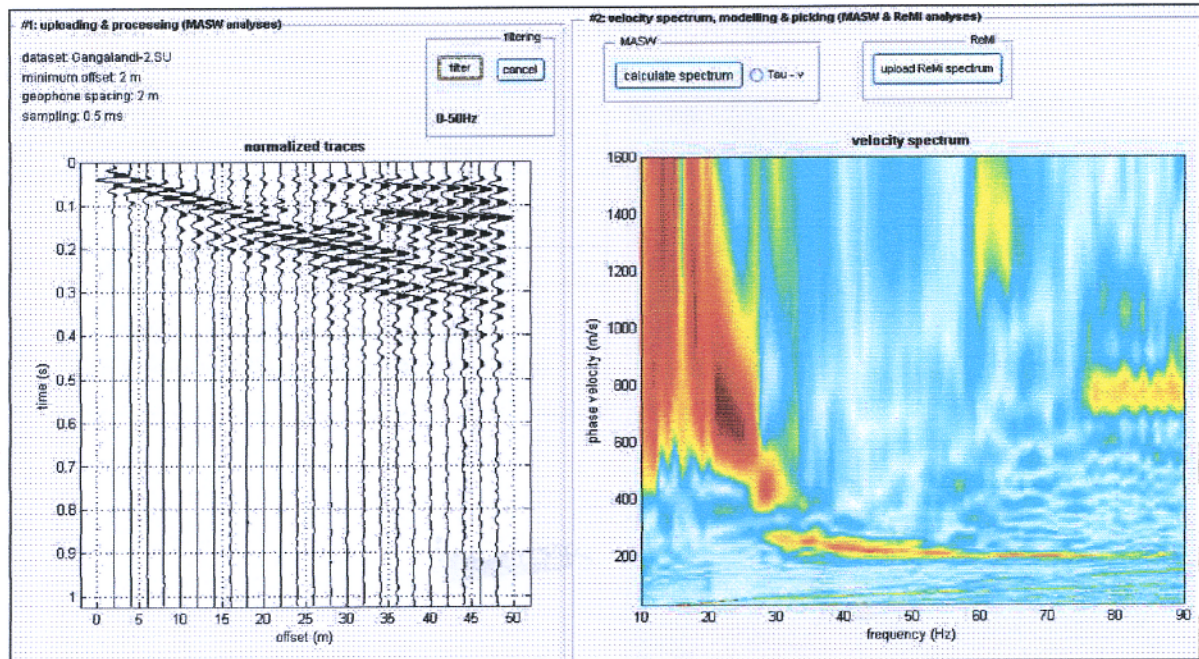 #1: uploading & processing (MASW analyses)
dataset: Gangalandi-2.SU
minimum offset: 2 m
geophone spacing: 2 m
sampling: 0.5 ms
filtering
filter
cancel
0-50Hz
normalized traces
0
0.1
0.2
0.3
0.4
0.5
0.6
0.7
0.8
0.9
1
time (s)
0 5 10 15 20 25 30 35 40 45 50
offset (m)
#2: velocity spectrum, modelling & picking (MASW & ReMi analyses)
MASW
calculate spectrum
Tau - v
ReMi
upload ReMi spectrum
velocity spectrum
1600
1400
1200
1000
800
600
400
200
phase velocity (m/s)
10 20 30 40 50 60 70 80 90
frequency (Hz)